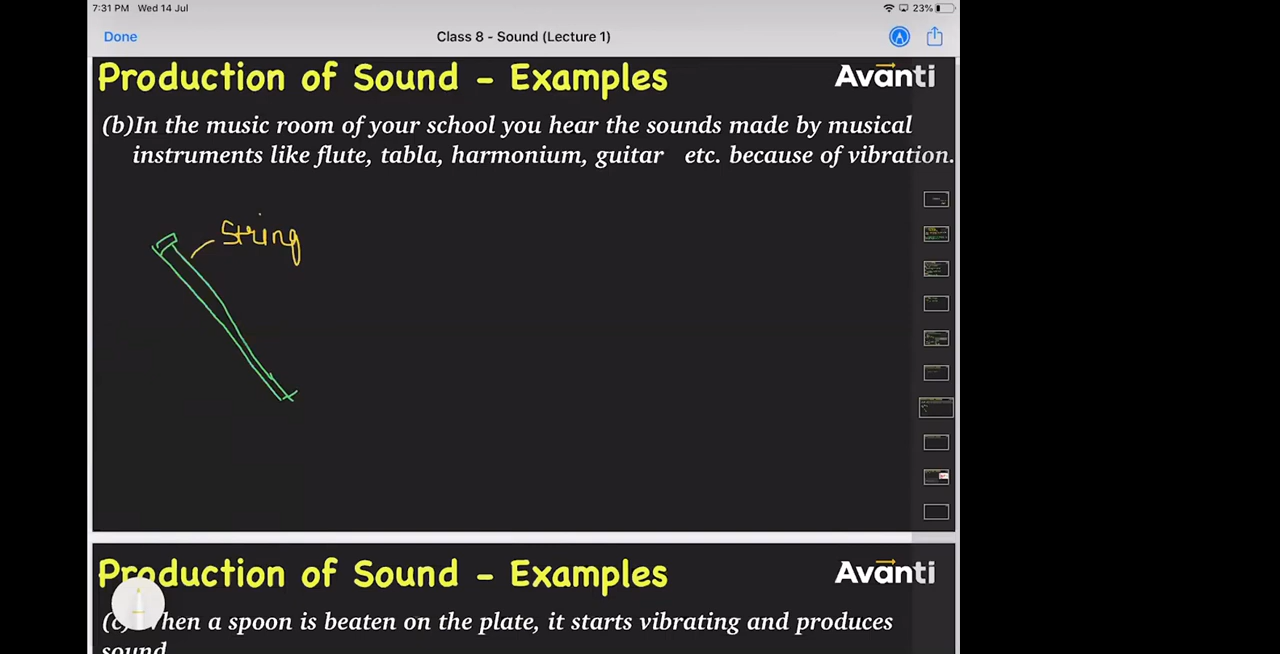 7:31 PM Wed 14 Jul
23%
Done
Class 8 - Sound (Lecture 1)
Production of Sound - Examples
Avanti
(b)In the music room of your school you hear the sounds made by musical
instruments like flute, tabla, harmonium, guitar etc. because of vibration.
String
Production of Sound - Examples
Avanti
(c) When a spoon is beaten on the plate, it starts vibrating and produces
sound.